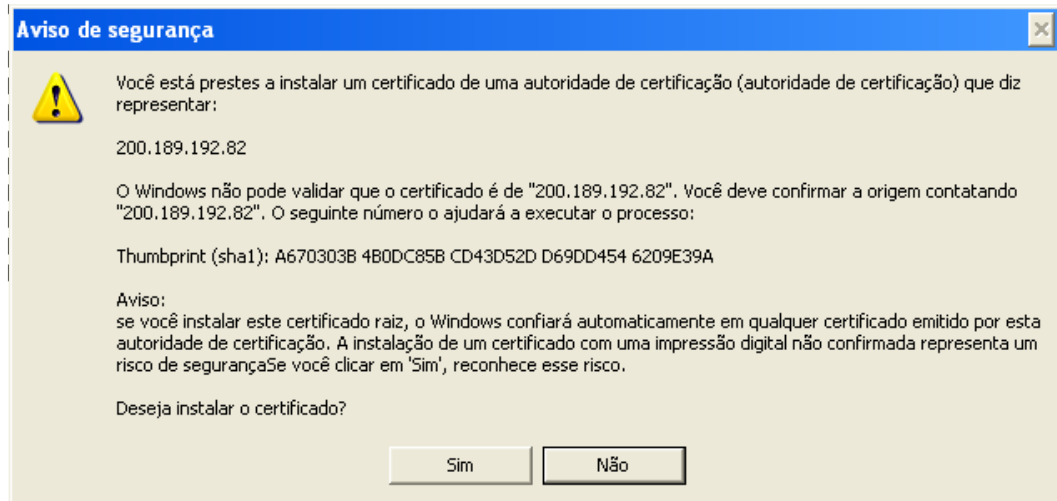 Aviso de segurança
Você está prestes a instalar um certificado de uma autoridade de certificação (autoridade de certificação) que diz
representar:
200.189.192.82
O Windows não pode validar que o certificado é de "200.189.192.82". Você deve confirmar a origem contatando
"200.189.192.82". O seguinte número o ajudará a executar o processo:
Thumbprint (sha1): A670303B 4B0DC85B CD43D52D D69DD454 6209E39A
Aviso:
se você instalar este certificado raiz, o Windows confiará automaticamente em qualquer certificado emitido por esta
autoridade de certificação. A instalação de um certificado com uma impressão digital não confirmada representa um
risco de segurançaSe você clicar em 'Sim', reconhece esse risco.
Deseja instalar o certificado?
Sim Não